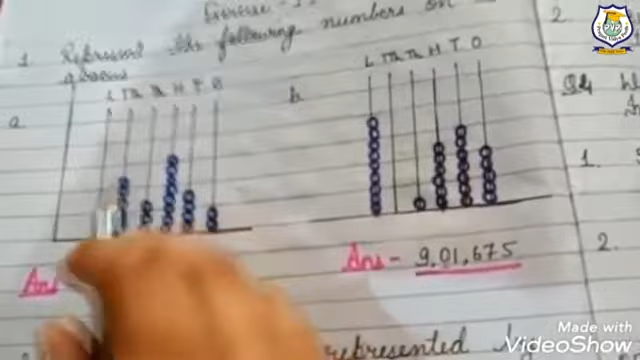 Exercise
1 Represent the following numbers on
abacus
a
L TTh Th H T O
b
L TTh Th H T O
Ans
Ans - 9,01,675
represented
2.
Q4
1.
2.
Made with
VideoShow